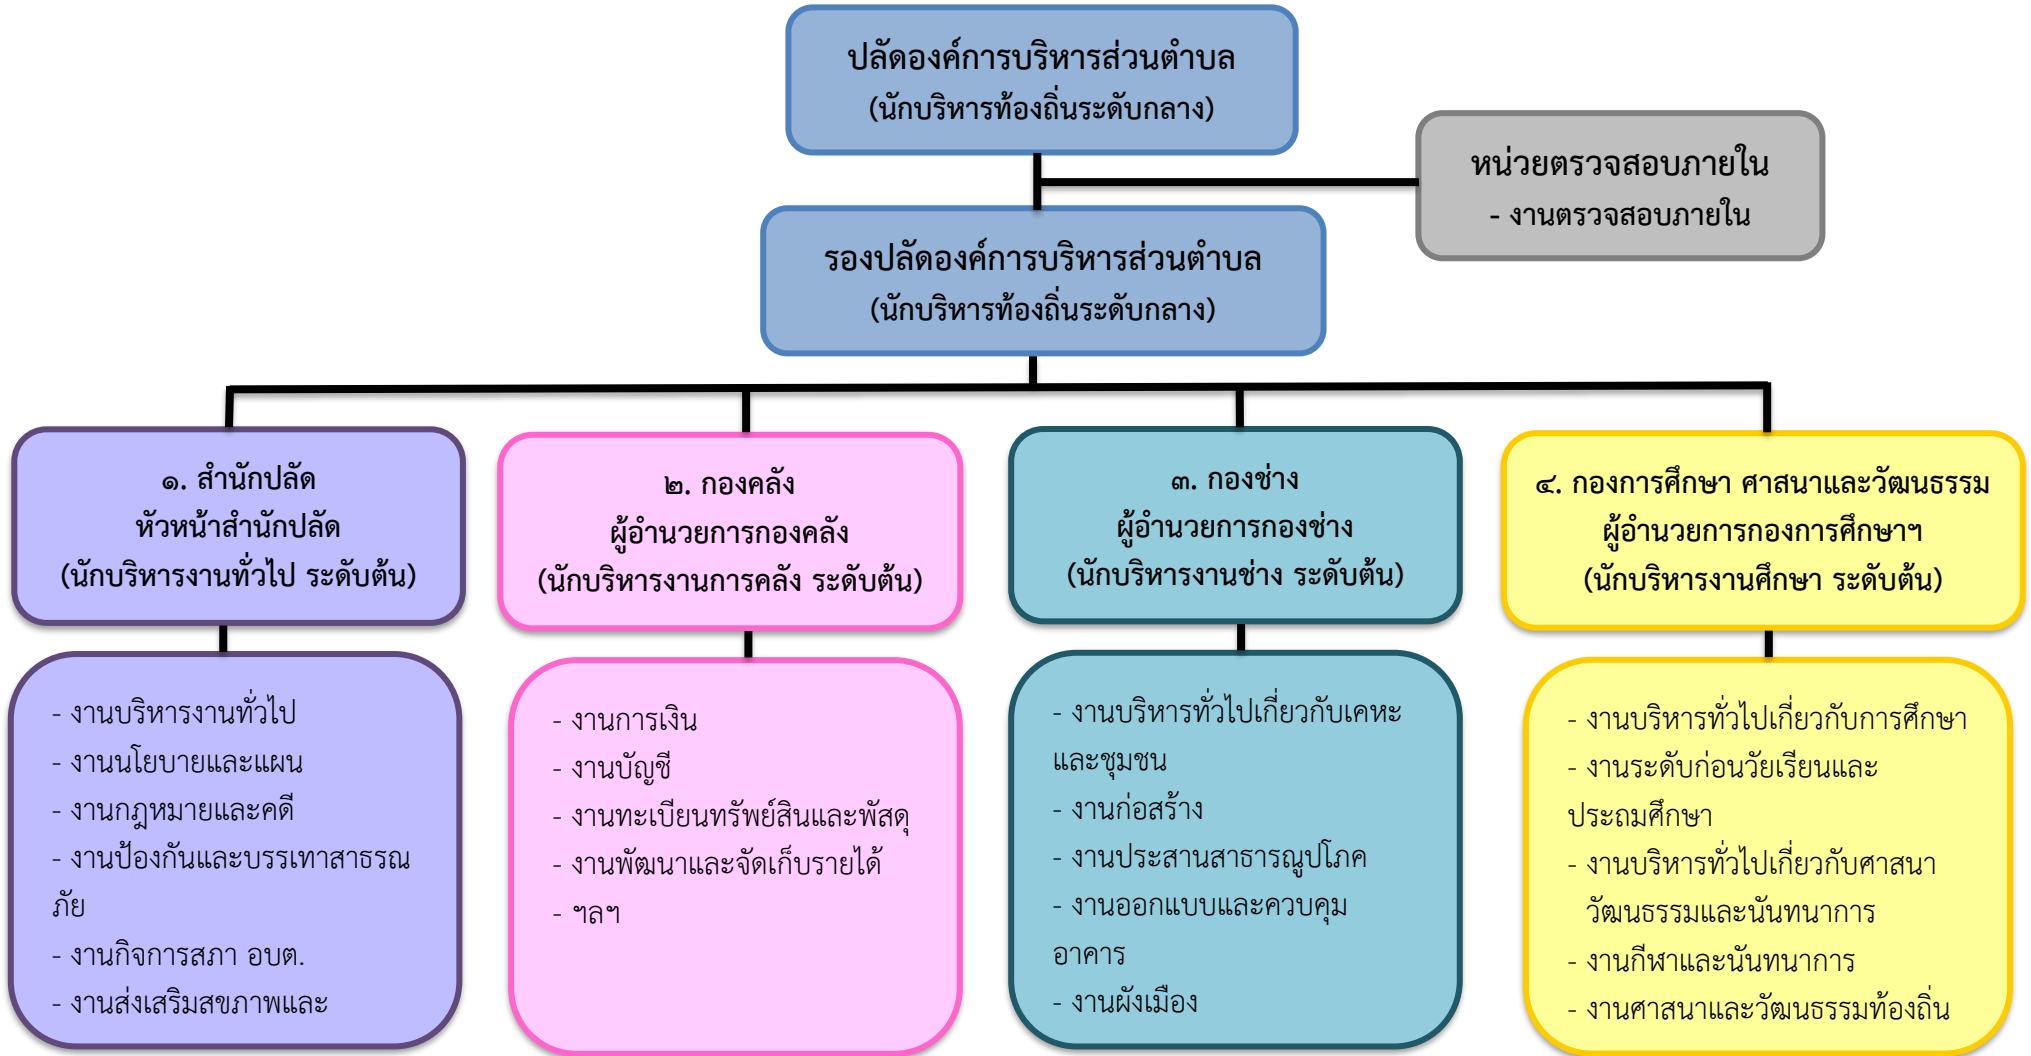 ปลัดองค์การบริหารส่วนตำบล
(นักบริหารท้องถิ่นระดับกลาง)
หน่วยตรวจสอบภายใน
- งานตรวจสอบภายใน
รองปลัดองค์การบริหารส่วนตำบล
(นักบริหารท้องถิ่นระดับกลาง)
๑. สำนักปลัด
หัวหน้าสำนักปลัด
(นักบริหารงานทั่วไป ระดับต้น)
๒. กองคลัง
ผู้อำนวยการกองคลัง
(นักบริหารงานการคลัง ระดับต้น)
๓. กองช่าง
ผู้อำนวยการกองช่าง
(นักบริหารงานช่าง ระดับต้น)
๔. กองการศึกษา ศาสนาและวัฒนธรรม
ผู้อำนวยการกองการศึกษาฯ
(นักบริหารงานศึกษา ระดับต้น)
- งานบริหารงานทั่วไป
- งานนโยบายและแผน
- งานกฎหมายและคดี
- งานป้องกันและบรรเทาสาธรณ
ภัย
- งานกิจการสภา อบต.
- งานส่งเสริมสขภาพและ
- งานการเงิน
- งานบัญชี
- งานทะเบียนทรัพย์สินและพัสดุ
- งานพัฒนาและจัดเก็บรายได้
- ฯลฯ
- งานบริหารทั่วไปเกี่ยวกับเคหะ
และชุมชน
- งานก่อสร้าง
- งานประสานสาธารณูปโภค
- งานออกแบบและควบคุม
อาคาร
- งานผังเมือง
- งานบริหารทั่วไปเกี่ยวกับการศึกษา
- งานระดับก่อนวัยเรียนและ
ประถมศึกษา
- งานบริหารทั่วไปเกี่ยวกับศาสนา
วัฒนธรรมและนันทนาการ
- งานกีฬาและนันทนาการ
- งานศาสนาและวัฒนธรรมท้องถิ่น